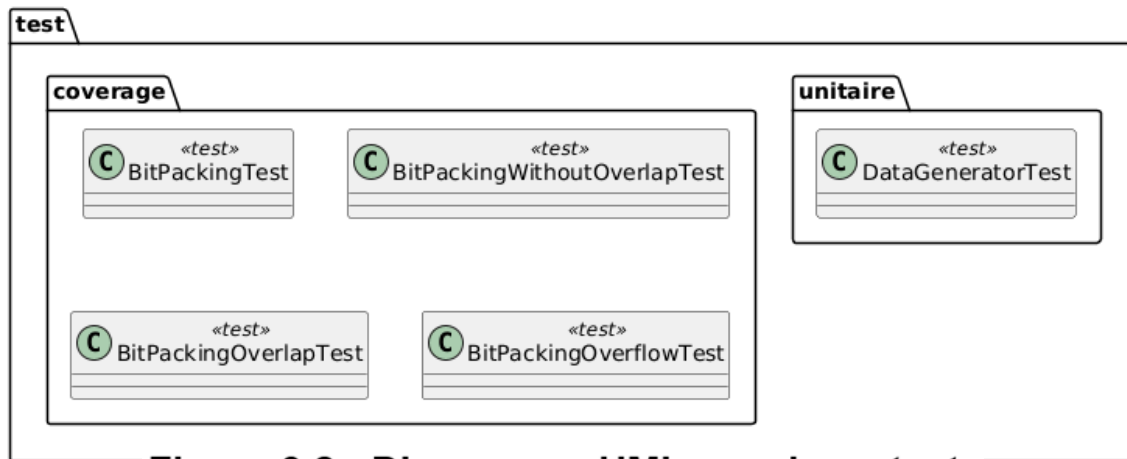 test
coverage
unitaire
«test»
C BitPackingTest
«test»
C BitPackingWithoutOverlapTest
«test»
C DataGeneratorTest
«test»
C BitPackingOverlapTest
«test»
C BitPackingOverflowTest